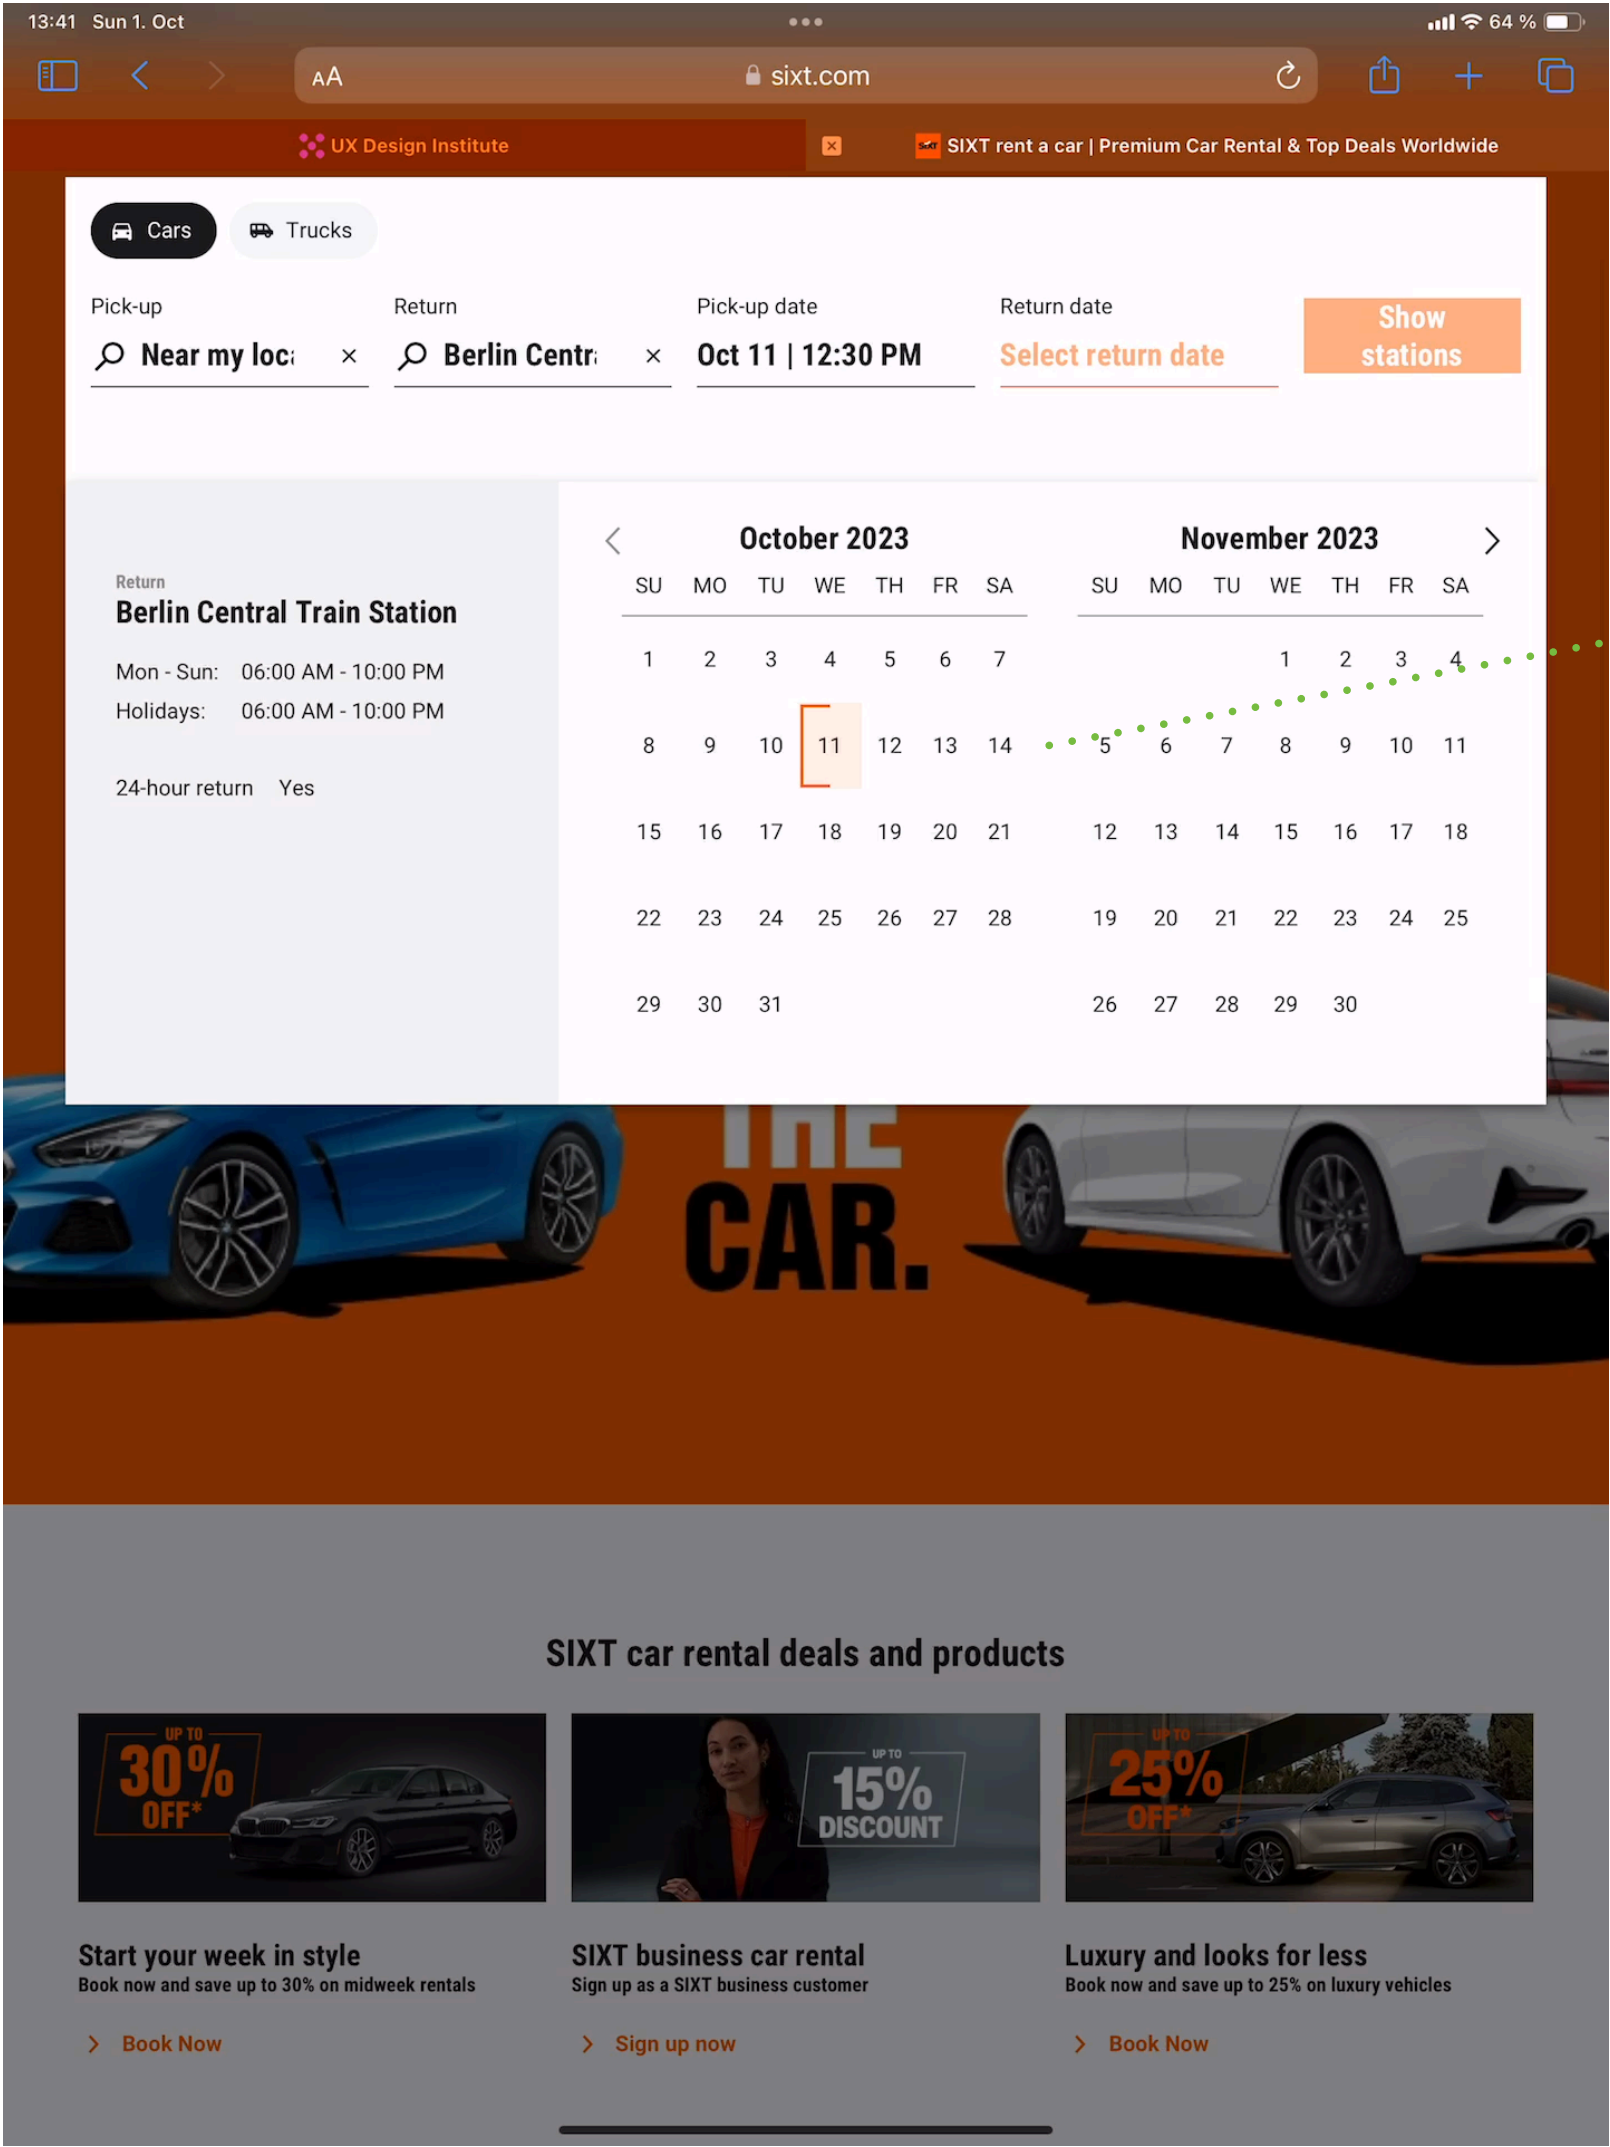 13:41 Sun 1. Oct
64 %
AA sixt.com
UX Design Institute
SIXT SIXT rent a car | Premium Car Rental & Top Deals Worldwide
Cars Trucks
Pick-up Return Pick-up date Return date
Near my loc Berlin Centr Oct 11 | 12:30 PM Select return date
Show
stations
Return
Berlin Central Train Station
Mon - Sun: 06:00 AM - 10:00 PM
Holidays: 06:00 AM - 10:00 PM
24-hour return Yes
October 2023
SU MO TU WE TH FR SA
1 2 3 4 5 6 7
8 9 10 11 12 13 14
15 16 17 18 19 20 21
22 23 24 25 26 27 28
29 30 31
November 2023
SU MO TU WE TH FR SA
1 2 3 4
5 6 7 8 9 10 11
12 13 14 15 16 17 18
19 20 21 22 23 24 25
26 27 28 29 30
THE
CAR.
SIXT car rental deals and products
UP TO
30%
OFF*
Start your week in style
Book now and save up to 30% on midweek rentals
Book Now
UP TO
15%
DISCOUNT
SIXT business car rental
Sign up as a SIXT business customer
Sign up now
UP TO
25%
OFF*
Luxury and looks for less
Book now and save up to 25% on luxury vehicles
Book Now